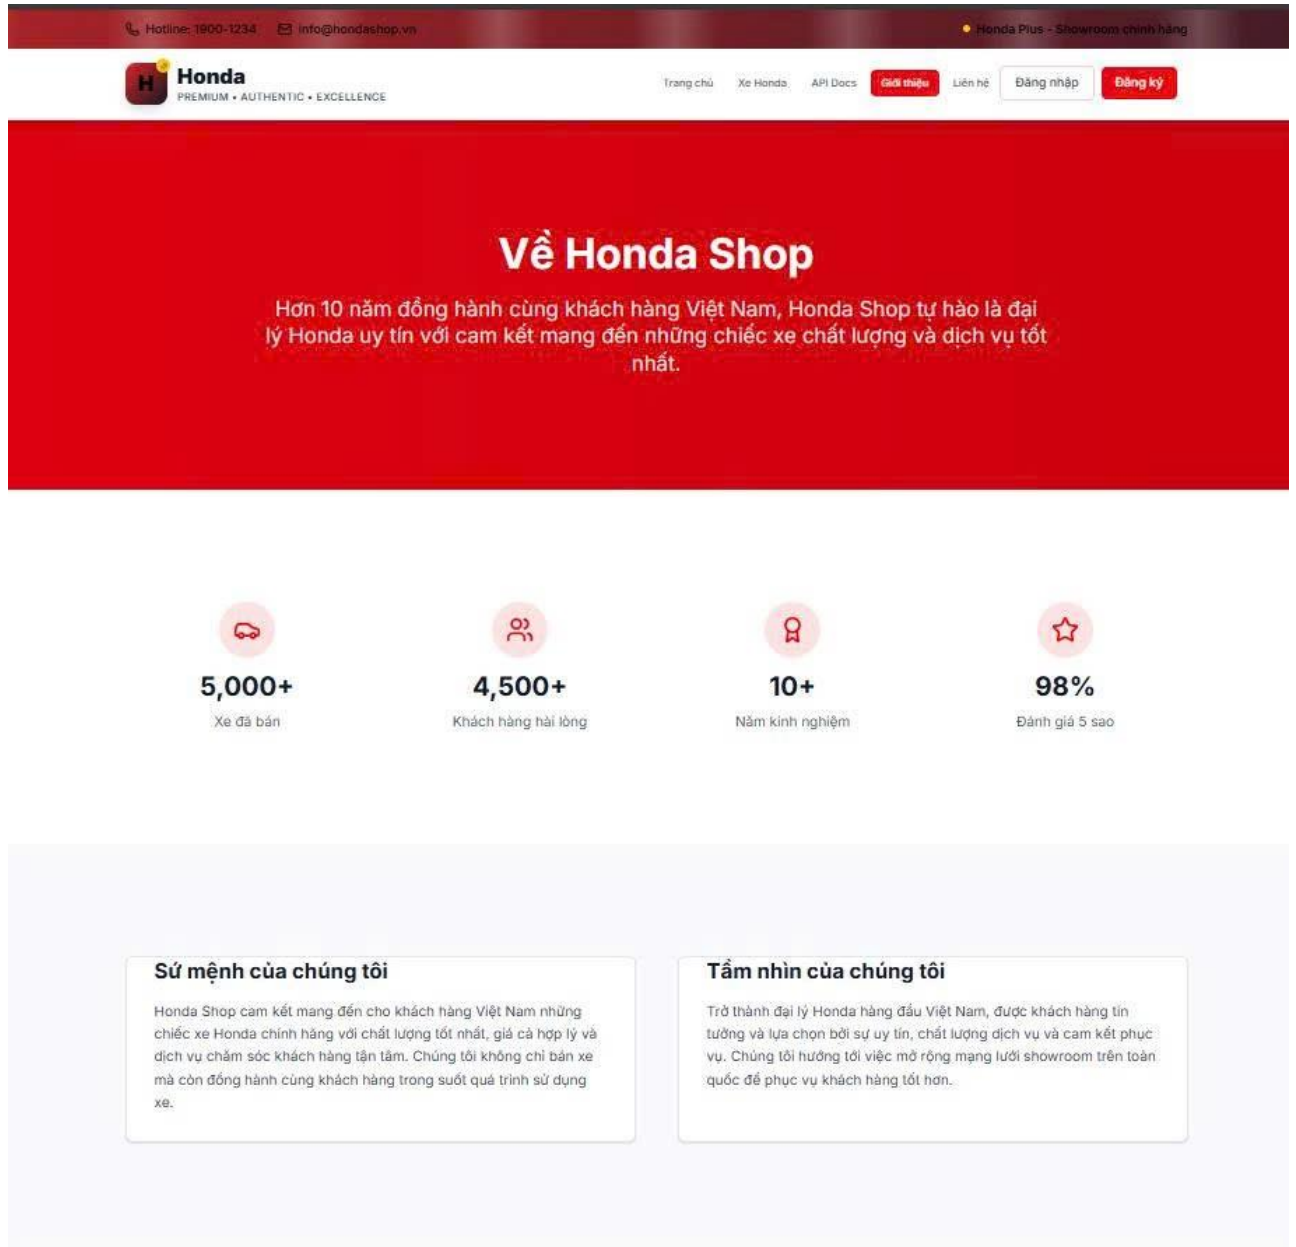 Hotline: 1900-1234 info@hondashop.vn Honda Plus - Showroom chính hãng
H Honda
PREMIUM • AUTHENTIC • EXCELLENCE
Trang chủ Xe Honda API Docs Giới thiệu Liên hệ Đăng nhập Đăng ký
Về Honda Shop
Hơn 10 năm đồng hành cùng khách hàng Việt Nam, Honda Shop tự hào là đại
lý Honda uy tín với cam kết mang đến những chiếc xe chất lượng và dịch vụ tốt
nhất.
5,000+ 4,500+ 10+ 98%
Xe đã bán Khách hàng hài lòng Năm kinh nghiệm Đánh giá 5 sao
Sứ mệnh của chúng tôi
Honda Shop cam kết mang đến cho khách hàng Việt Nam những
chiếc xe Honda chính hãng với chất lượng tốt nhất, giá cả hợp lý và
dịch vụ chăm sóc khách hàng tận tâm. Chúng tôi không chỉ bán xe
mà còn đồng hành cùng khách hàng trong suốt quá trình sử dụng
xe.
Tầm nhìn của chúng tôi
Trở thành đại lý Honda hàng đầu Việt Nam, được khách hàng tin
tưởng và lựa chọn bởi sự uy tín, chất lượng dịch vụ và cam kết phục
vụ. Chúng tôi hướng tới việc mở rộng mạng lưới showroom trên toàn
quốc để phục vụ khách hàng tốt hơn.